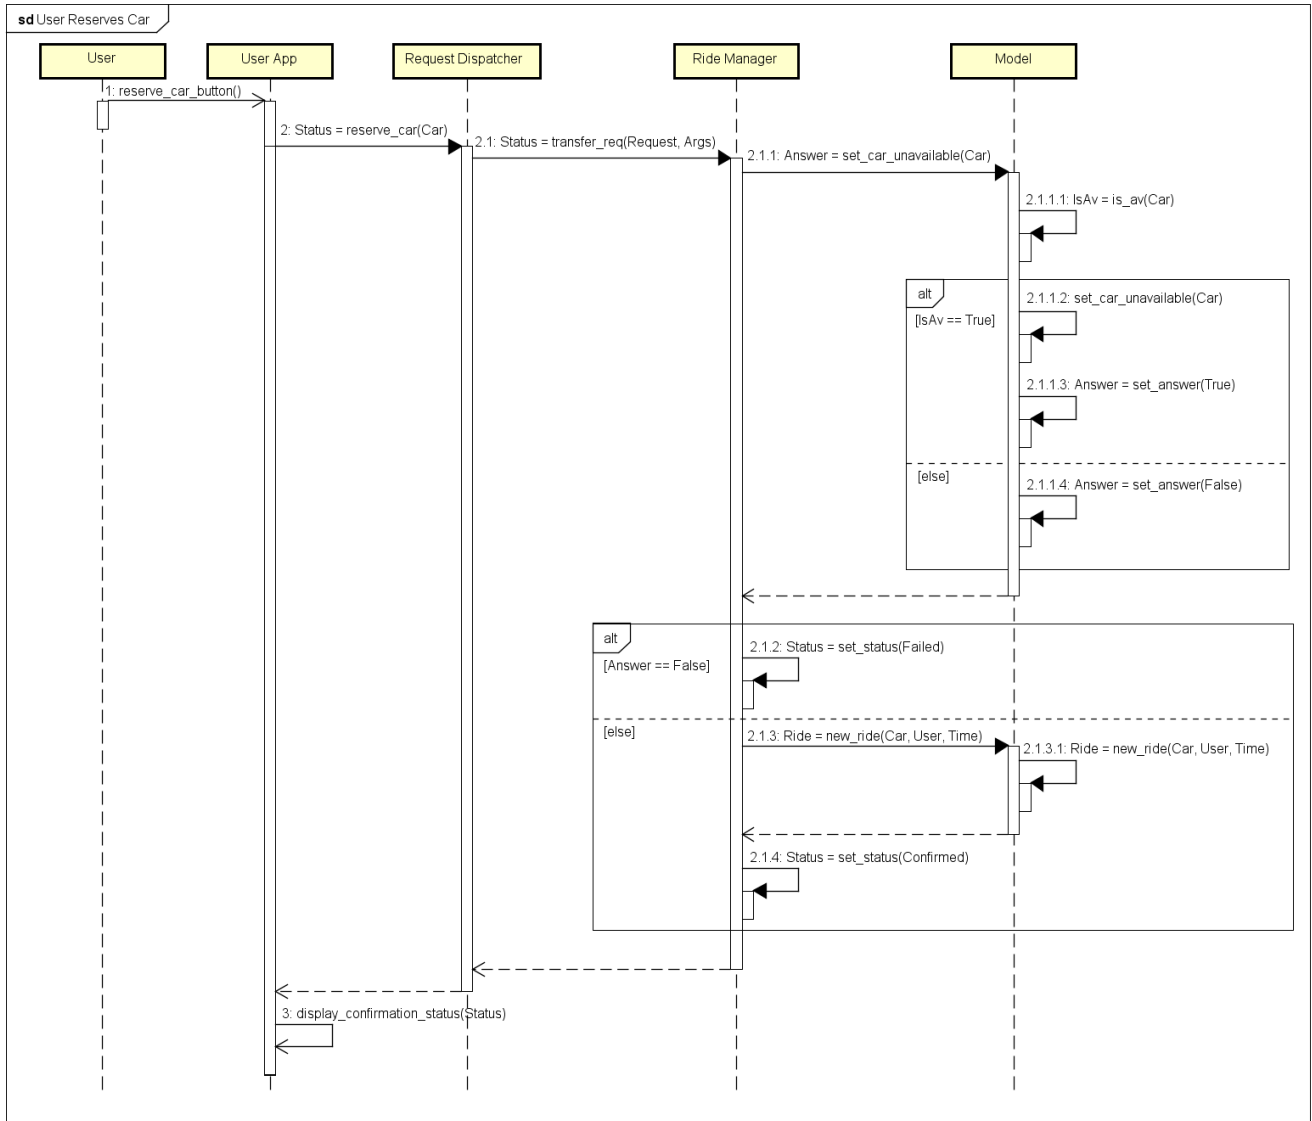 sd User Reserves Car
User
User App
Request Dispatcher
Ride Manager
Model
1: reserve_car_button()
2: Status = reserve_car(Car)
2.1: Status = transfer_req(Request, Args)
2.1.1: Answer = set_car_unavailable(Car)
2.1.1.1: IsAv = is_av(Car)
alt
[IsAv == True]
2.1.1.2: set_car_unavailable(Car)
2.1.1.3: Answer = set_answer(True)
[else]
2.1.1.4: Answer = set_answer(False)
alt
[Answer == False]
2.1.2: Status = set_status(Failed)
[else]
2.1.3: Ride = new_ride(Car, User, Time)
2.1.3.1: Ride = new_ride(Car, User, Time)
2.1.4: Status = set_status(Confirmed)
3: display_confirmation_status(Status)